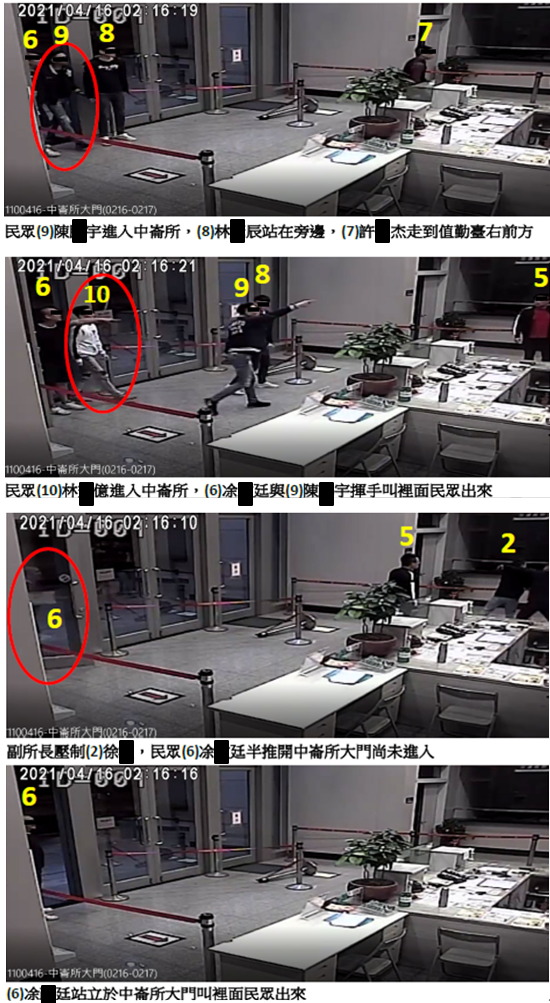 2021/04/16 02:16:19
6 9 8 7
1100416-中崙所大門(0216-0217)
民眾(9)陳宇進入中崙所，(8)林辰站在旁邊，(7)許杰走到值勤臺右前方
2021/04/16 02:16:21
6 10 9 8 5
1100416-中崙所大門(0216-0217)
民眾(10)林億進入中崙所，(6)凃廷與(9)陳宇揮手叫裡面民眾出來
2021/04/16 02:16:10
ID=004
6 5 2
1100416-中崙所大門(0216-0217)
副所長壓制(2)徐，民眾(6)凃廷半推開中崙所大門尚未進入
2021/04/16 02:16:16
6
1100416-中崙所大門(0216-0217)
(6)凃廷站立於中崙所大門叫裡面民眾出來